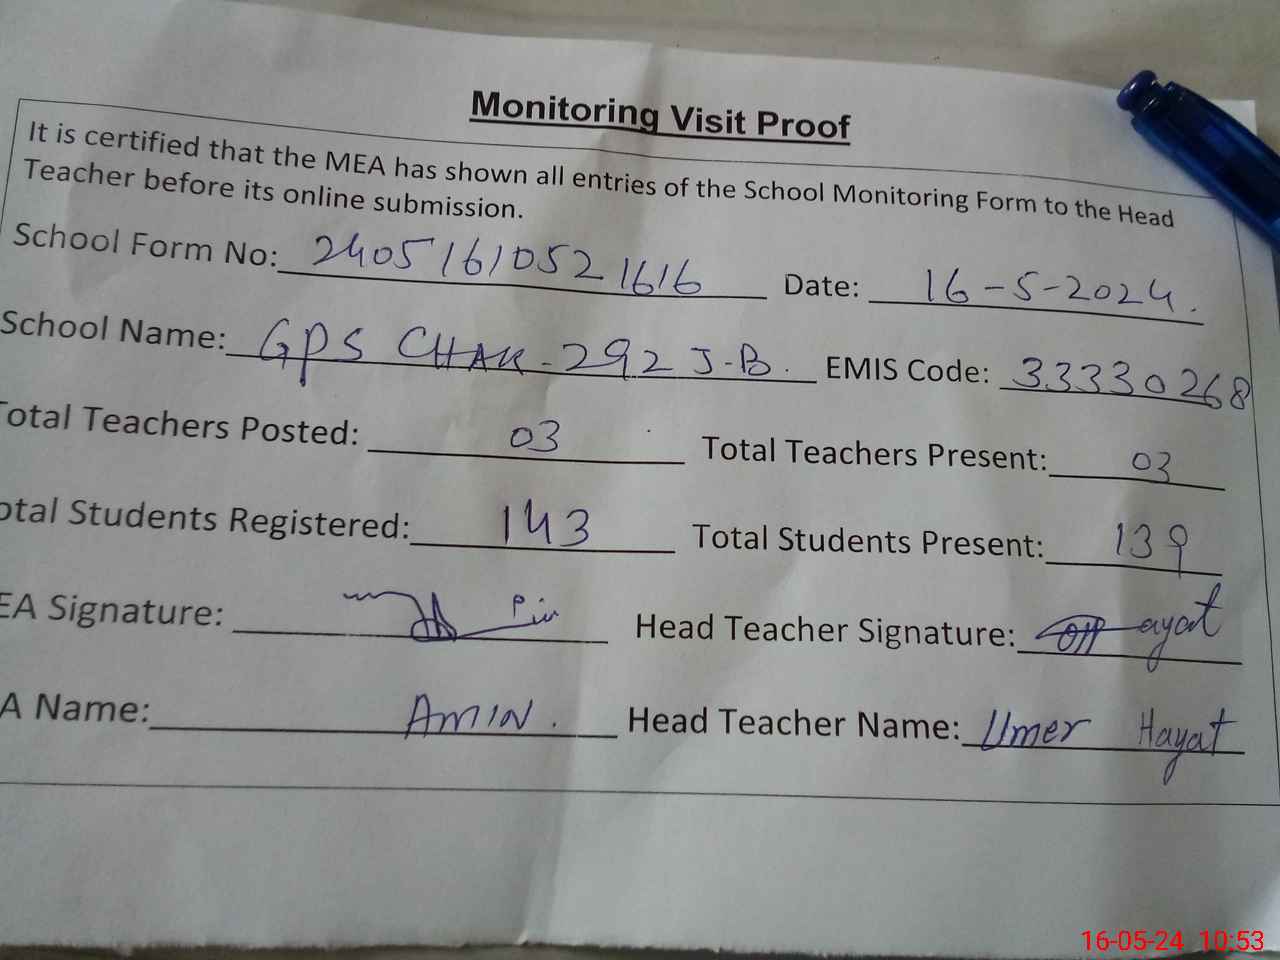 Monitoring Visit Proof
It is certified that the MEA has shown all entries of the School Monitoring Form to the Head
Teacher before its online submission.
School Form No: 2405161052 1616 Date: 16-5-2024.
School Name: GPS CHAK-292 J-B. EMIS Code: 33330268
Total Teachers Posted: 03 Total Teachers Present: 03
otal Students Registered: 143 Total Students Present: 139
EA Signature: Head Teacher Signature: ayat
A Name: AMIN. Head Teacher Name: Umer Hayat
16-05-24 10:53